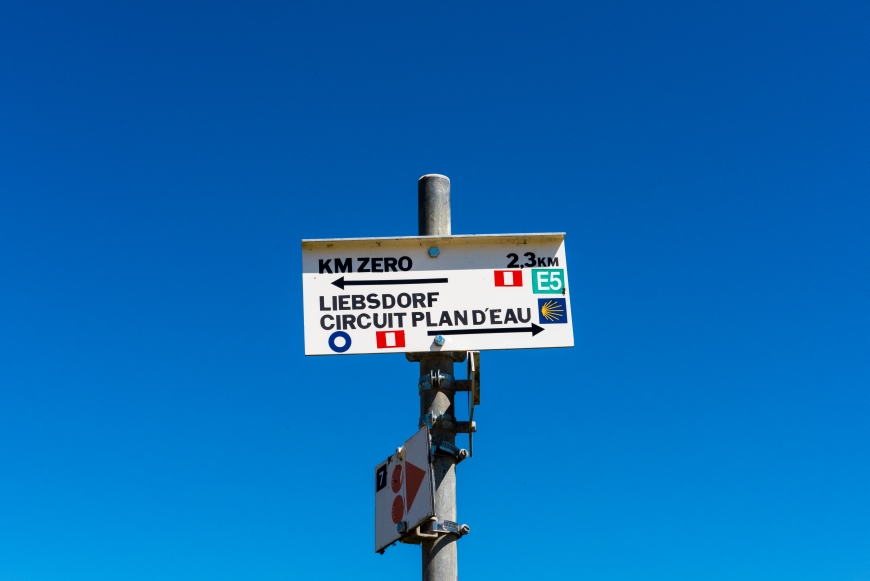 KM ZERO 2,3KM
E5
LIEBSDORF
CIRCUIT PLAN D'EAU
7